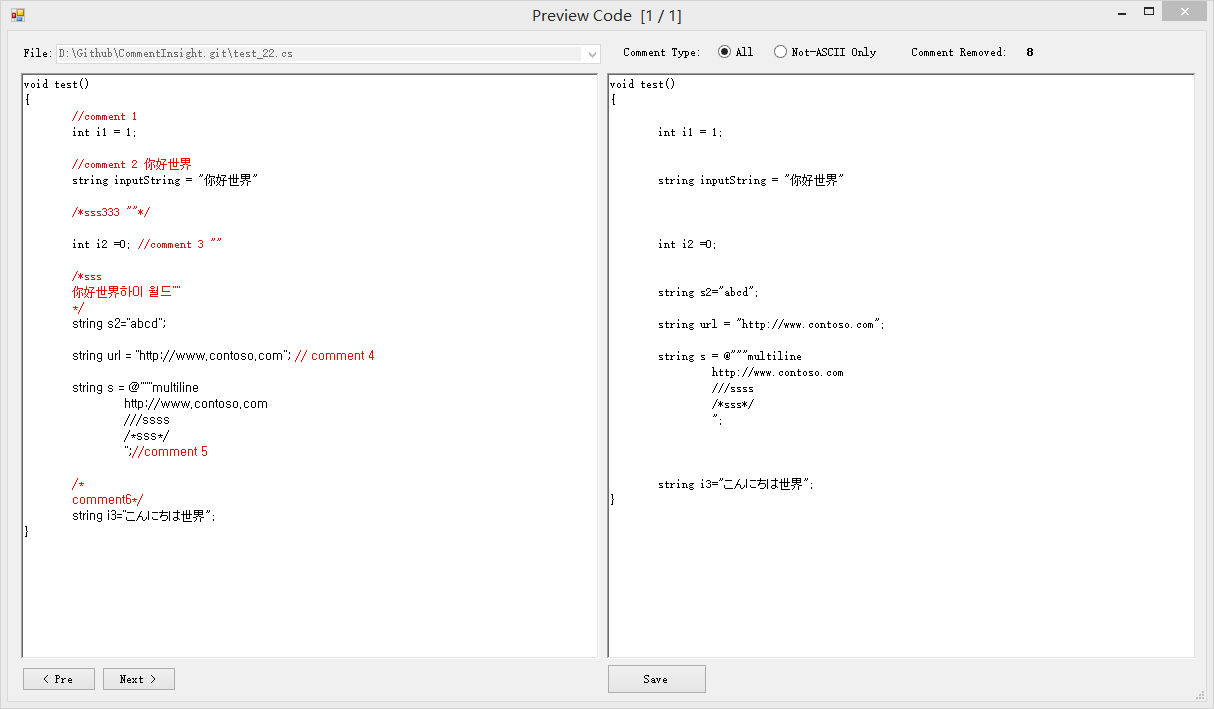 Preview Code [1 / 1]
File: D:\Github\CommentInsight.git\test_22.cs
Comment Type: All Not-ASCII Only Comment Removed: 8
void test()
{
//comment 1
int i1 = 1;
//comment 2 你好世界
string inputString = "你好世界"
/*sss333 ""*/
int i2 =0; //comment 3 ""
/*sss
你好世界하이 월드""
*/
string s2="abcd";
string url = "http://www.contoso.com"; // comment 4
string s = @"""multiline
http://www.contoso.com
///ssss
/*sss*/
";//comment 5
/*
comment6*/
string i3="こんにちは世界";
}
void test()
{
int i1 = 1;
string inputString = "你好世界"
int i2 =0;
string s2="abcd";
string url = "http://www.contoso.com";
string s = @"""multiline
http://www.contoso.com
///ssss
/*sss*/
";
string i3="こんにちは世界";
}
< Pre
Next >
Save